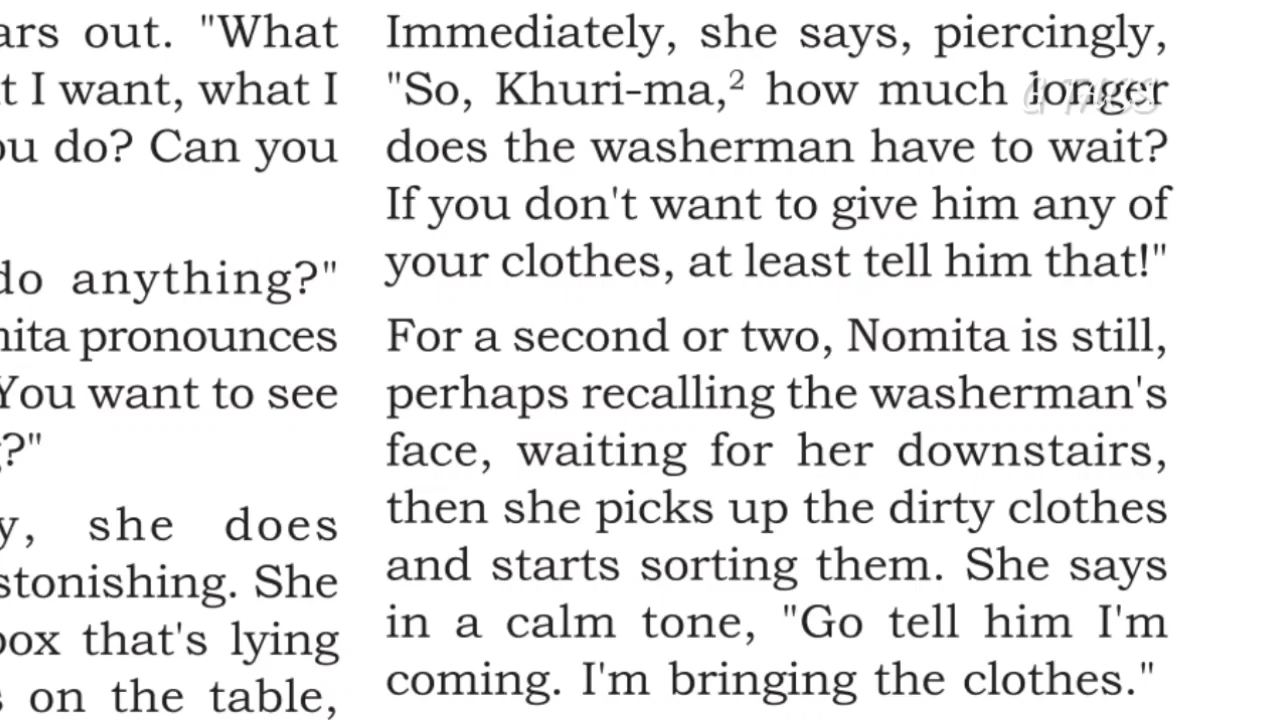 ars out. "What
t I want, what I
ou do? Can you
do anything?"
nita pronounces
You want to see
?"
y, she does
stonishing. She
box that's lying
s on the table,
Immediately, she says, piercingly,
"So, Khuri-ma,² how much longer
does the washerman have to wait?
If you don't want to give him any of
your clothes, at least tell him that!"
For a second or two, Nomita is still,
perhaps recalling the washerman's
face, waiting for her downstairs,
then she picks up the dirty clothes
and starts sorting them. She says
in a calm tone, "Go tell him I'm
coming. I'm bringing the clothes."